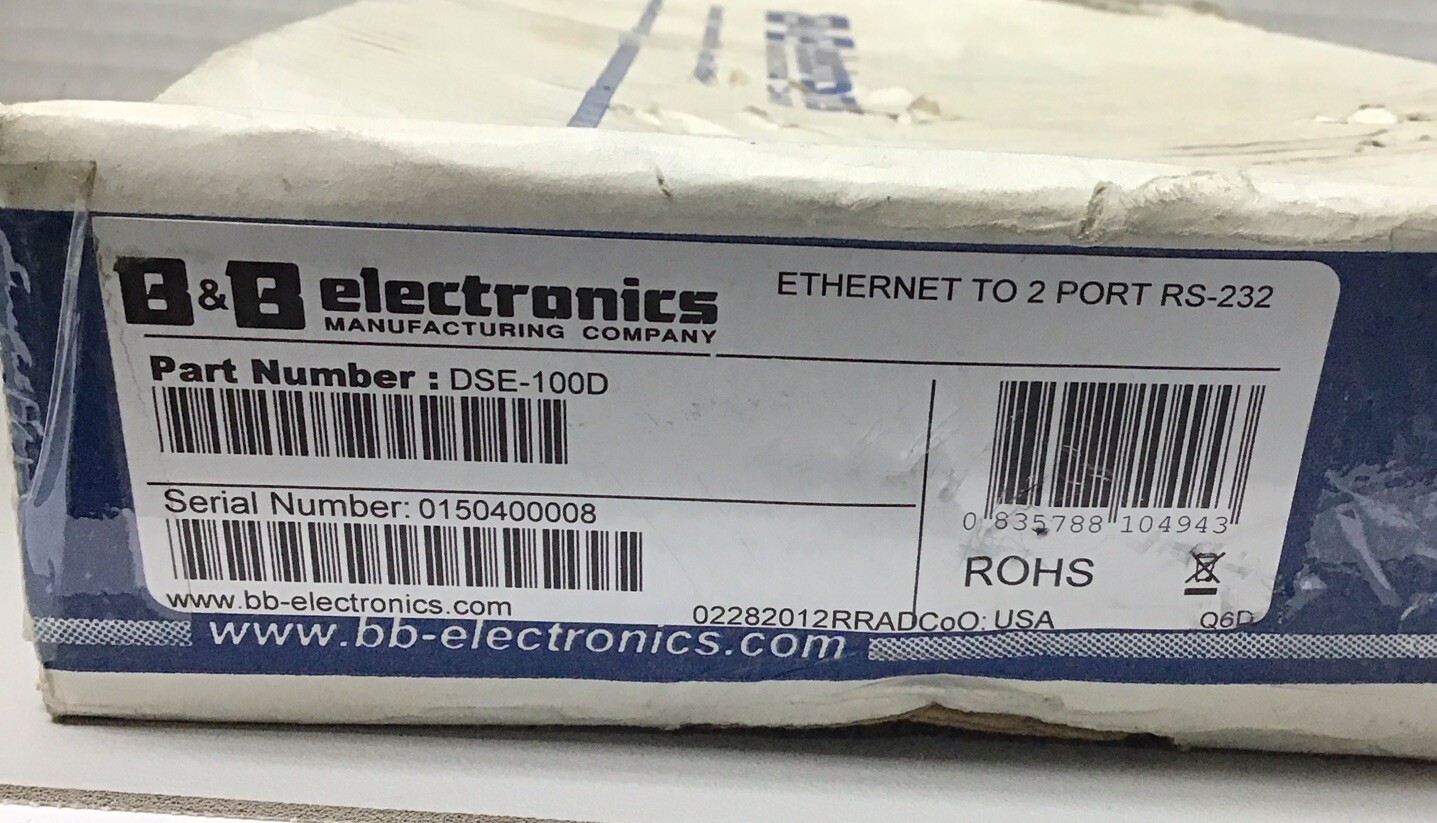 B&B electronics
MANUFACTURING COMPANY
ETHERNET TO 2 PORT RS-232
Part Number : DSE-100D
Serial Number: 0150400008
0 835788 104943
ROHS
www.bb-electronics.com
02282012RRADCoO: USA
Q6D
www.bb-electronics.com